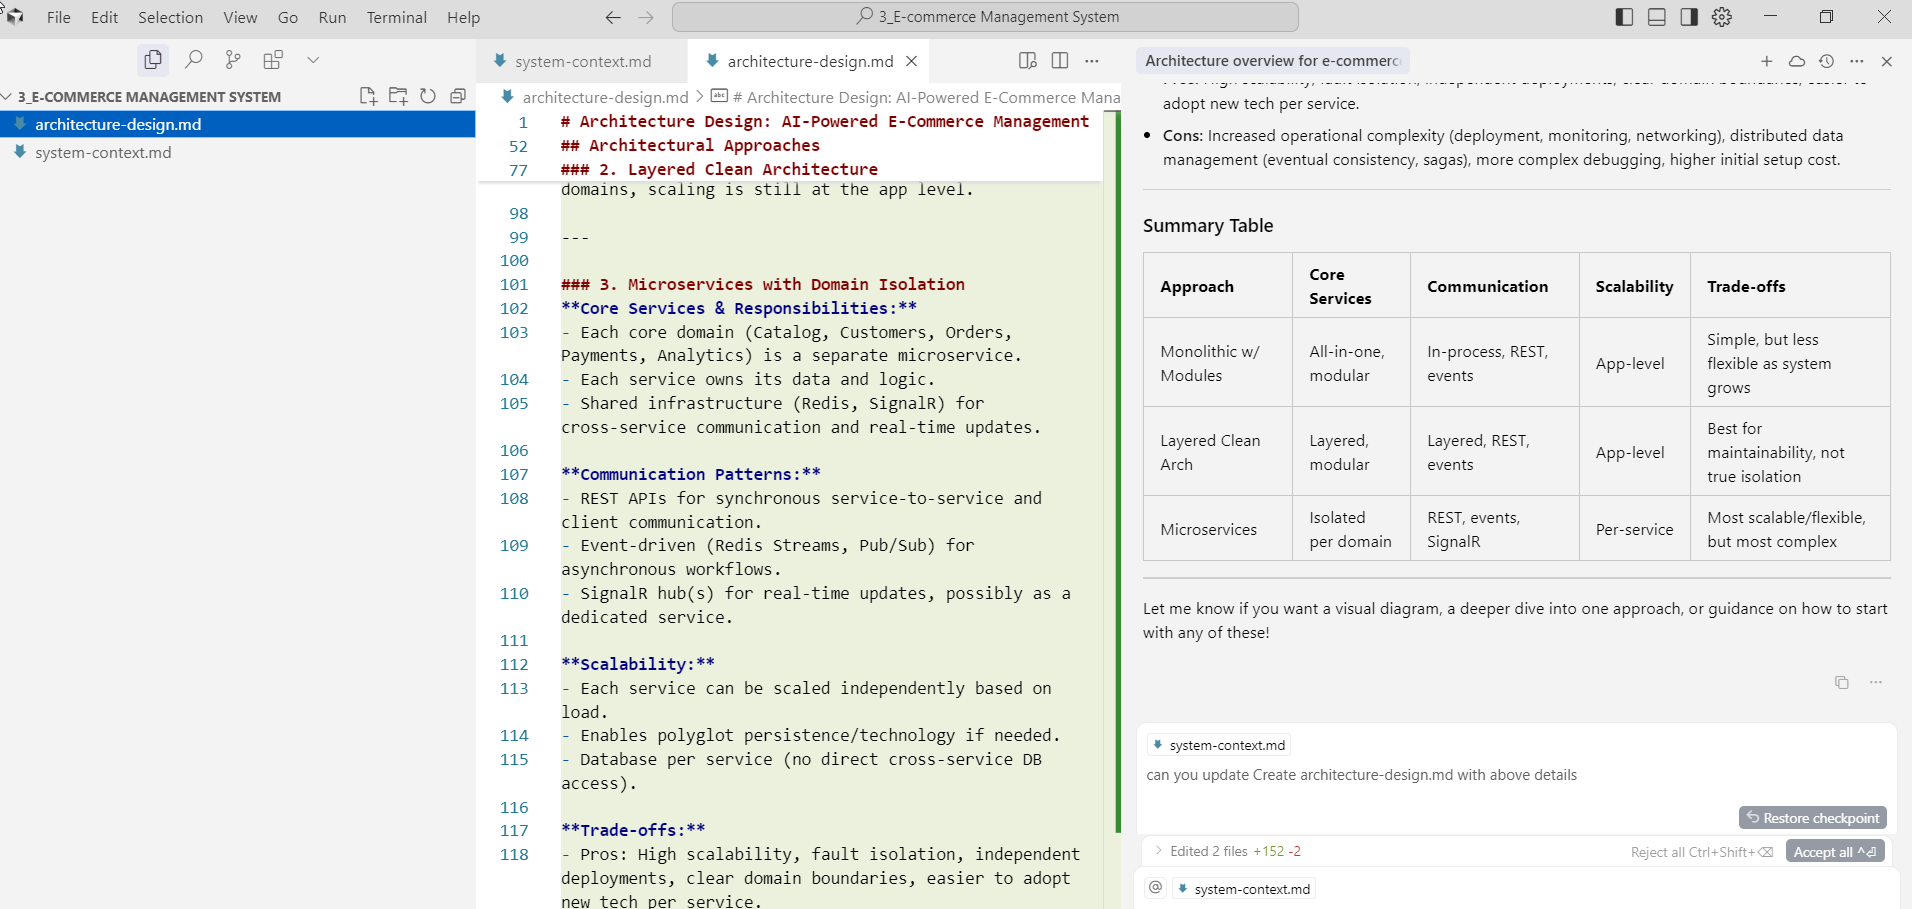 File Edit Selection View Go Run Terminal Help
3_E-commerce Management System
3_E-COMMERCE MANAGEMENT SYSTEM
architecture-design.md
system-context.md
system-context.md
architecture-design.md
architecture-design.md > # Architecture Design: AI-Powered E-Commerce Mana
1 # Architecture Design: AI-Powered E-Commerce Management
52 ## Architectural Approaches
77 ### 2. Layered Clean Architecture
domains, scaling is still at the app level.
98
99 ---
100
101 ### 3. Microservices with Domain Isolation
102 **Core Services & Responsibilities:**
103 - Each core domain (Catalog, Customers, Orders,
Payments, Analytics) is a separate microservice.
104 - Each service owns its data and logic.
105 - Shared infrastructure (Redis, SignalR) for
cross-service communication and real-time updates.
106
107 **Communication Patterns:**
108 - REST APIs for synchronous service-to-service and
client communication.
109 - Event-driven (Redis Streams, Pub/Sub) for
asynchronous workflows.
110 - SignalR hub(s) for real-time updates, possibly as a
dedicated service.
111
112 **Scalability:**
113 - Each service can be scaled independently based on
load.
114 - Enables polyglot persistence/technology if needed.
115 - Database per service (no direct cross-service DB
access).
116
117 **Trade-offs:**
118 - Pros: High scalability, fault isolation, independent
deployments, clear domain boundaries, easier to adopt
new tech per service.
Architecture overview for e-commerc
adopt new tech per service.
• Cons: Increased operational complexity (deployment, monitoring, networking), distributed data
management (eventual consistency, sagas), more complex debugging, higher initial setup cost.
Summary Table
Approach
Core
Services
Communication
Scalability
Trade-offs
Monolithic w/
Modules
All-in-one,
modular
In-process, REST,
events
App-level
Simple, but less
flexible as system
grows
Layered Clean
Arch
Layered,
modular
Layered, REST,
events
App-level
Best for
maintainability, not
true isolation
Microservices
Isolated
per domain
REST, events,
SignalR
Per-service
Most scalable/flexible,
but most complex
Let me know if you want a visual diagram, a deeper dive into one approach, or guidance on how to start
with any of these!
system-context.md
can you update Create architecture-design.md with above details
Restore checkpoint
Edited 2 files +152 -2
Reject all Ctrl+Shift+⌫
Accept all ^⏎
@ system-context.md